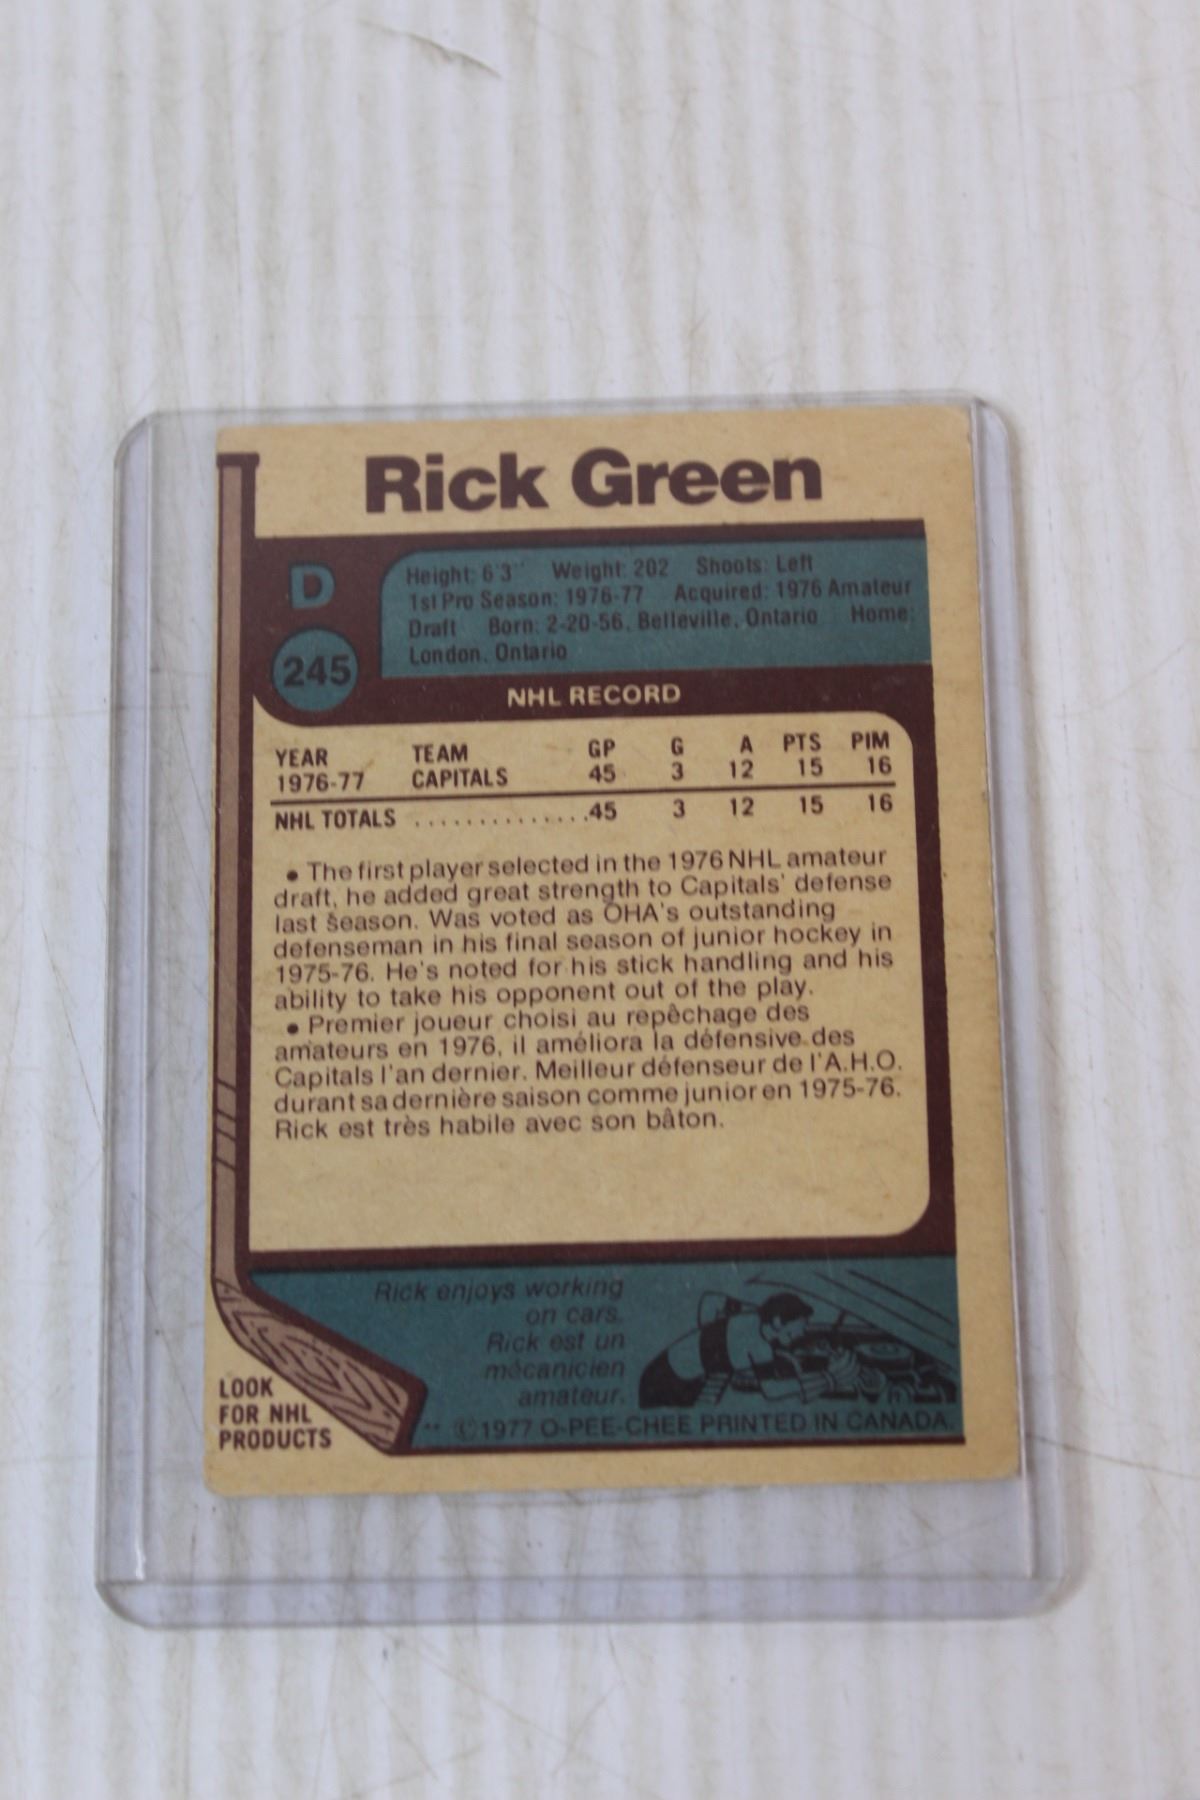 Rick Green
D
245
Height: 6'3" Weight: 202 Shoots: Left
1st Pro Season: 1976-77 Acquired: 1976 Amateur
Draft Born: 2-20-56, Belleville, Ontario Home:
London, Ontario
NHL RECORD
YEAR TEAM GP G A PTS PIM
1976-77 CAPITALS 45 3 12 15 16
NHL TOTALS ..............45 3 12 15 16
• The first player selected in the 1976 NHL amateur
draft, he added great strength to Capitals' defense
last season. Was voted as OHA's outstanding
defenseman in his final season of junior hockey in
1975-76. He's noted for his stick handling and his
ability to take his opponent out of the play.
• Premier joueur choisi au repêchage des
amateurs en 1976, il améliora la défensive des
Capitals l'an dernier. Meilleur défenseur de l'A.H.O.
durant sa dernière saison comme junior en 1975-76.
Rick est très habile avec son bâton.
Rick enjoys working
on cars.
Rick est un
mécanicien
amateur.
LOOK
FOR NHL
PRODUCTS
** ©1977 O-PEE-CHEE PRINTED IN CANADA.